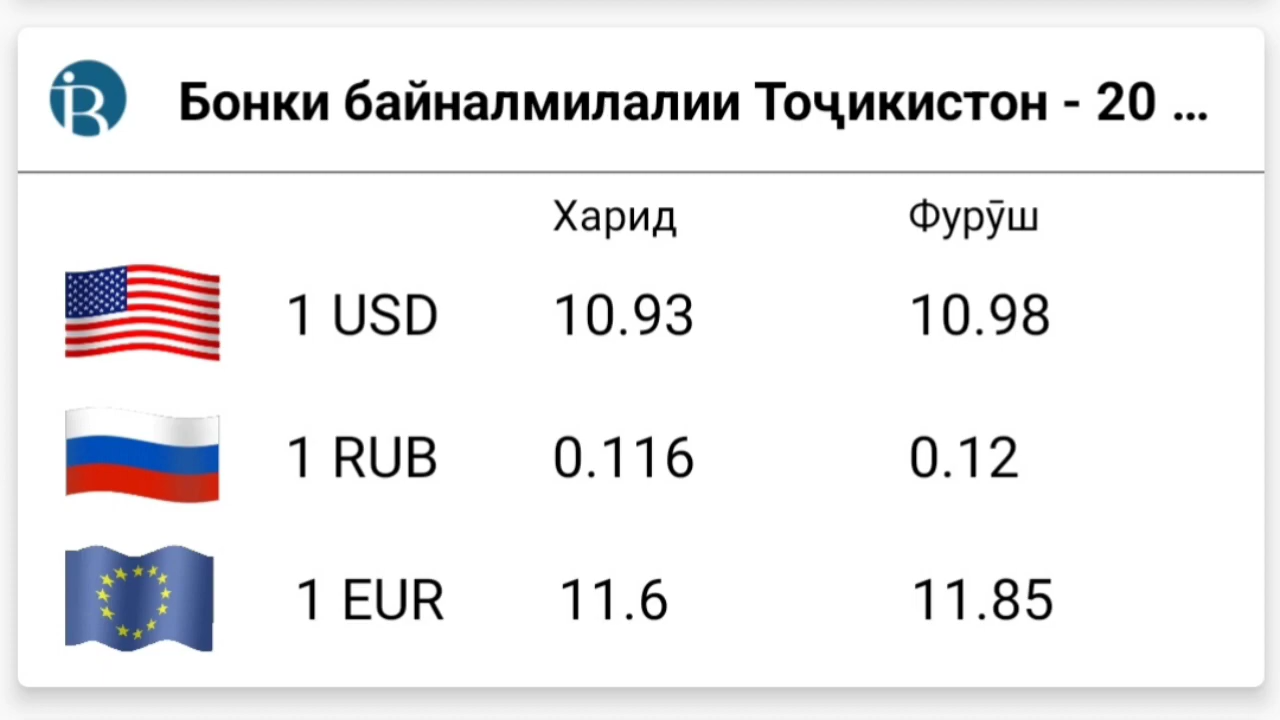 Бонки байналмилалии Тоҷикистон - 20 ...
Харид Фурӯш
1 USD 10.93 10.98
1 RUB 0.116 0.12
1 EUR 11.6 11.85